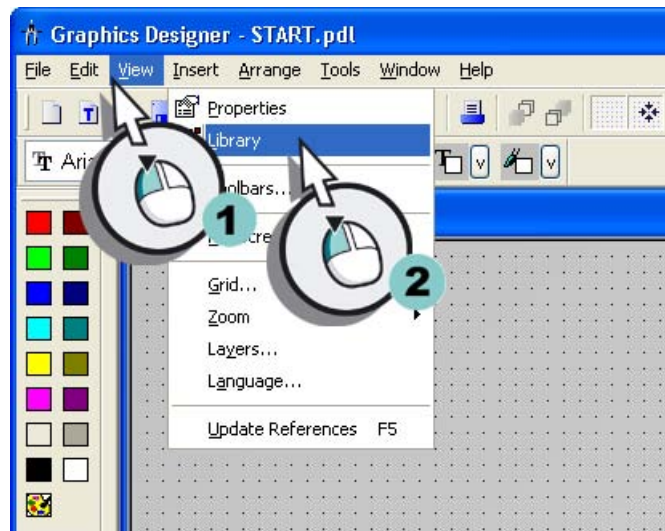 Graphics Designer - START.pdl
File Edit View Insert Arrange Tools Window Help
Properties
Library
T T
Toolbars...
1
2
Grid...
Zoom
Layers...
Language...
Update References F5